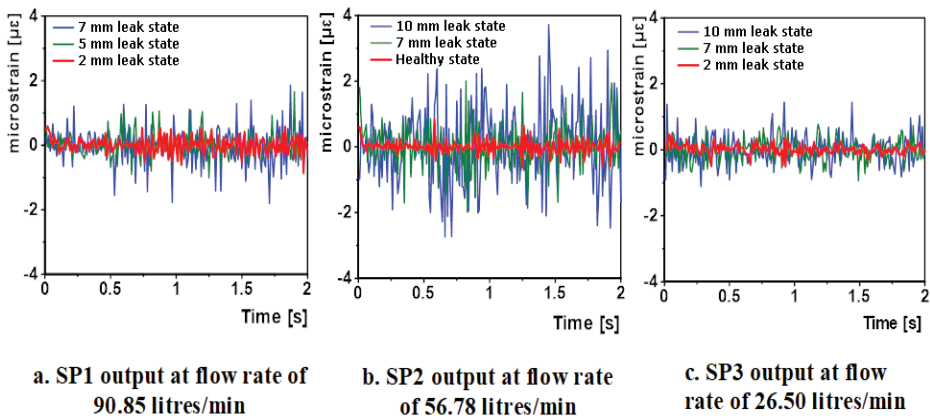 4
2
0
-2
-4
microstrain [µε]
7 mm leak state
5 mm leak state
2 mm leak state
0
0.5
1
1.5
2
Time [s]
a. SP1 output at flow rate of
90.85 litres/min
4
2
0
-2
-4
microstrain [µε]
10 mm leak state
7 mm leak state
Healthy state
0
0.5
1
1.5
2
Time [s]
b. SP2 output at flow rate
of 56.78 litres/min
4
2
0
-2
-4
microstrain [µε]
10 mm leak state
7 mm leak state
2 mm leak state
0
0.5
1
1.5
2
Time [s]
c. SP3 output at flow
rate of 26.50 litres/min